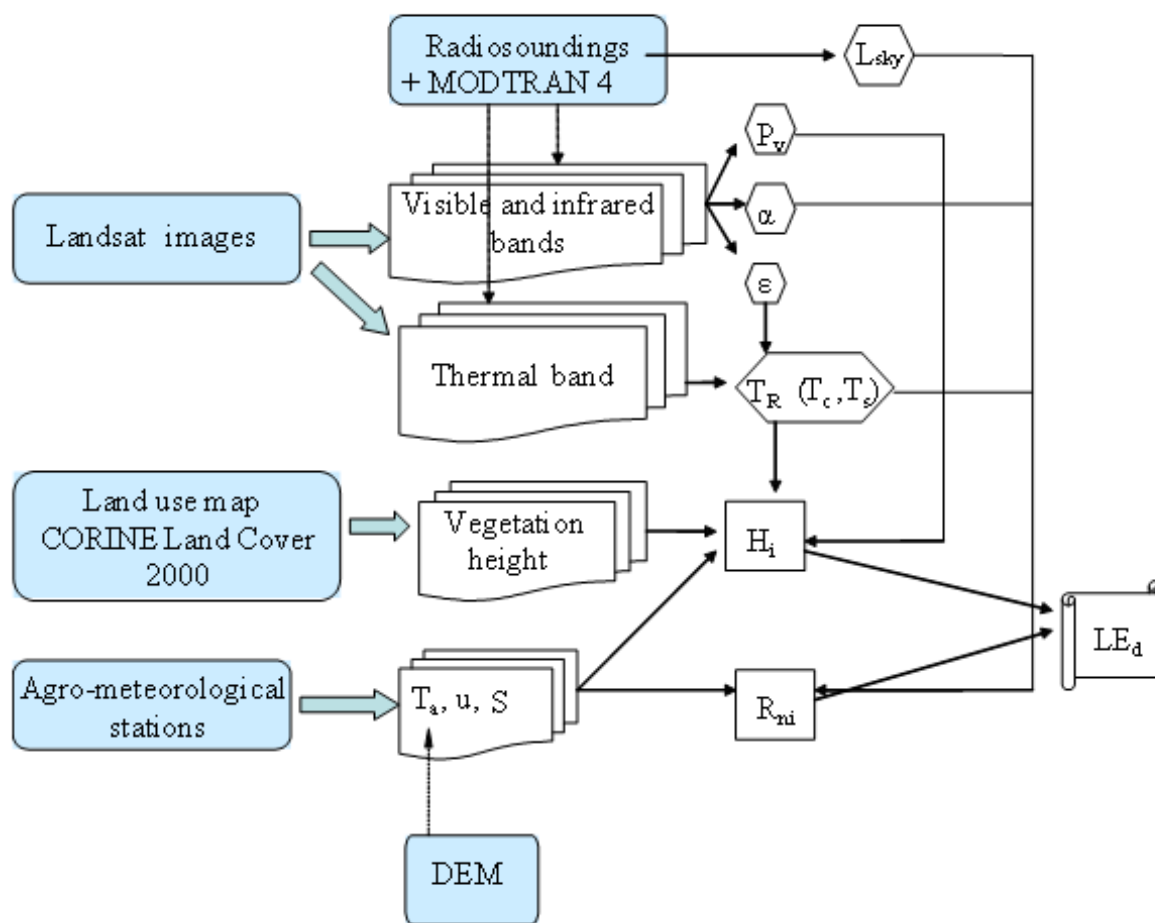 Radiosoundings
+ MODTRAN 4
Lsky
Pv
Landsat images
Visible and infrared
bands
α
ε
Thermal band
TR (Tc,Ts)
Land use map
CORINE Land Cover
2000
Vegetation
height
Hi
LEd
Agro-meteorological
stations
Ta, u, S
Rni
DEM